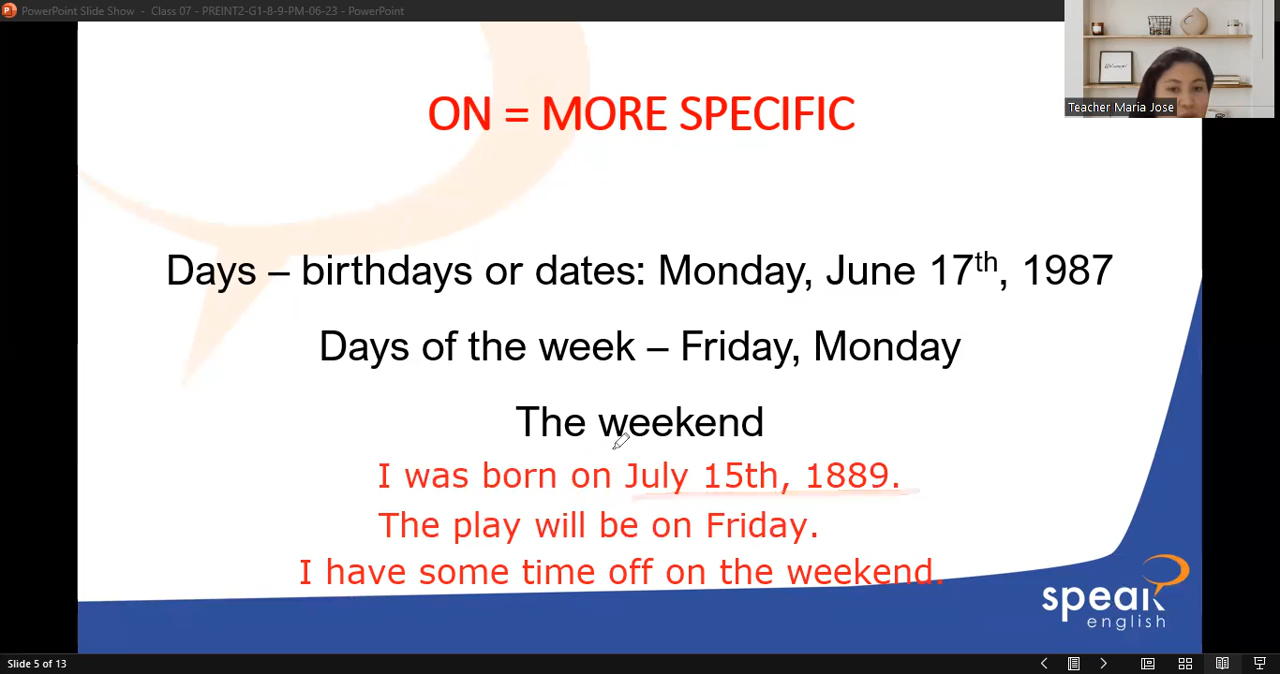 PowerPoint Slide Show - Class 07 - PREINT2-G1-8-9-PM-06-23 - PowerPoint
Teacher Maria Jose
ON = MORE SPECIFIC
Days – birthdays or dates: Monday, June 17th, 1987
Days of the week – Friday, Monday
The weekend
I was born on July 15th, 1889.
The play will be on Friday.
I have some time off on the weekend.
speak
english
Slide 5 of 13